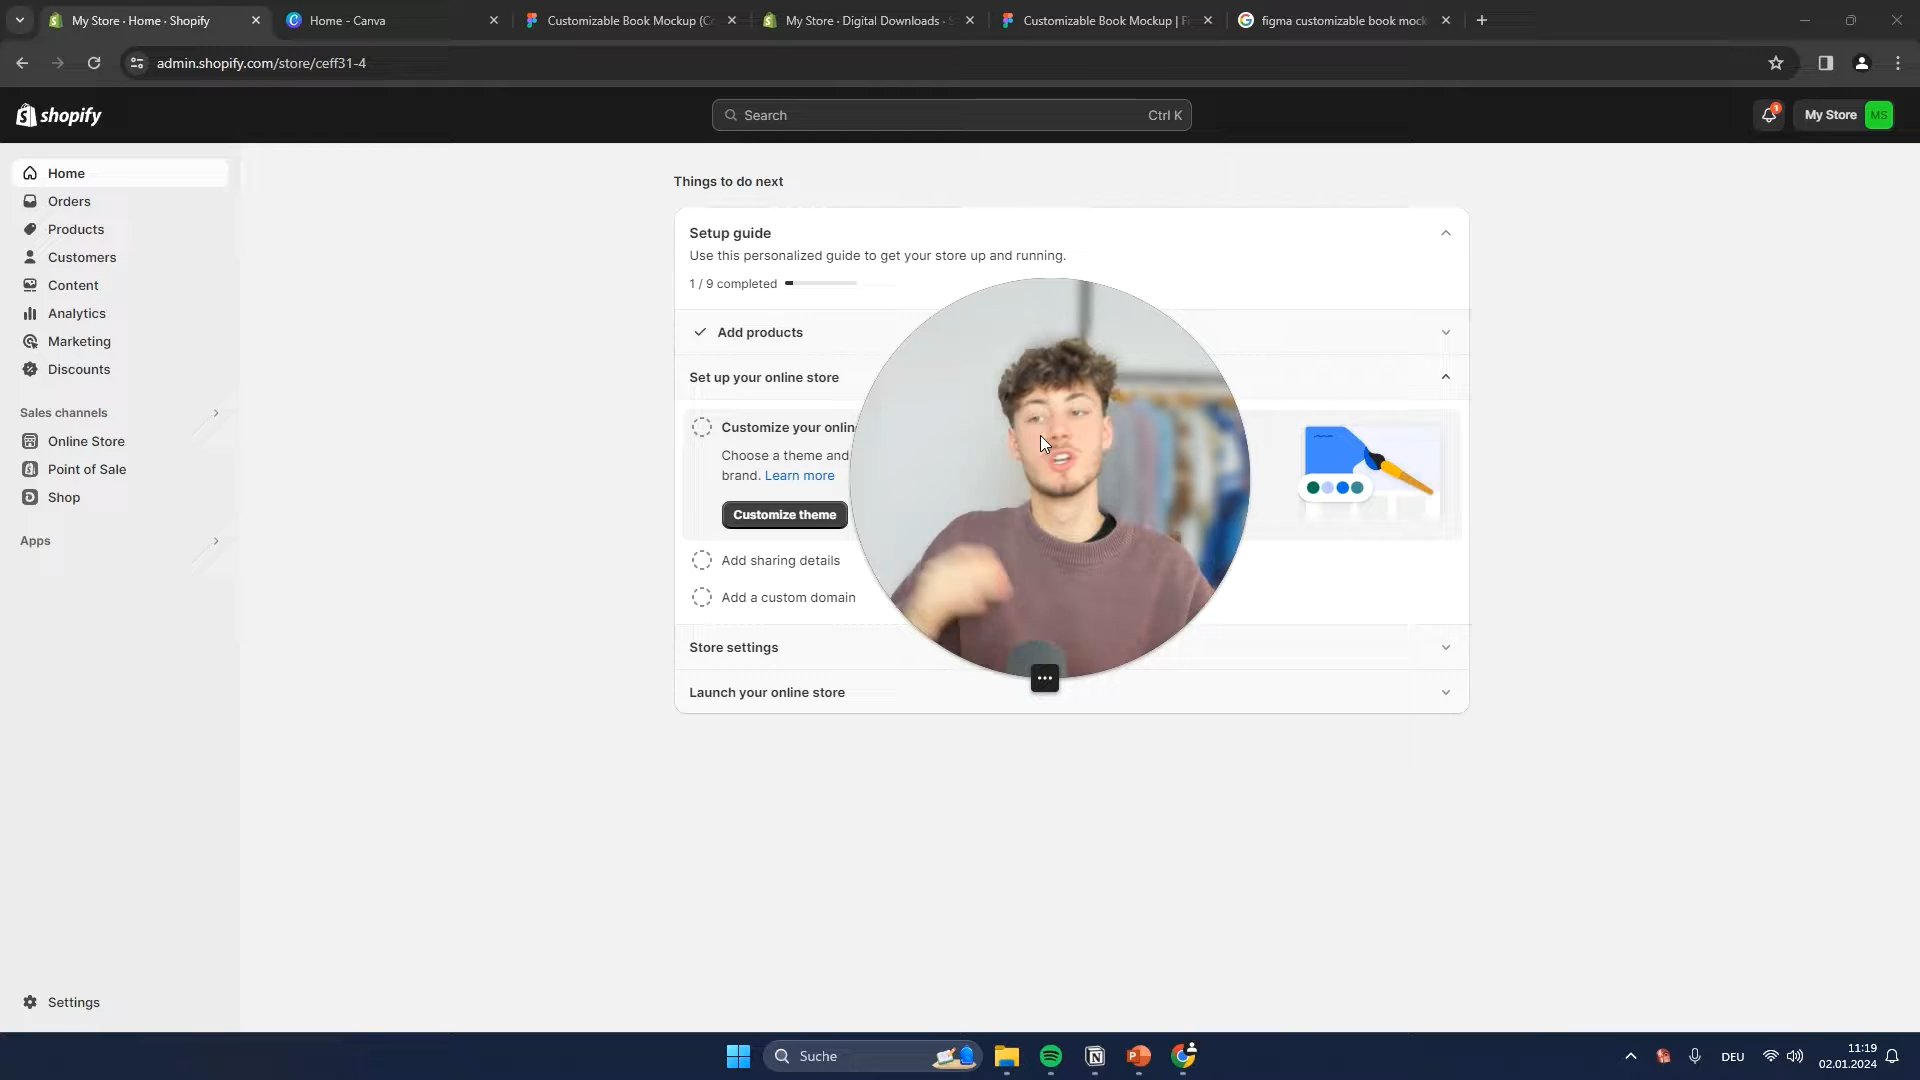 My Store · Home · Shopify
Home - Canva
Customizable Book Mockup (C
My Store · Digital Downloads · S
Customizable Book Mockup | Fi
figma customizable book mock
admin.shopify.com/store/ceff31-4
shopify
Search
Ctrl K
1
My Store
MS
Home
Orders
Products
Customers
Content
Analytics
Marketing
Discounts
Sales channels
Online Store
Point of Sale
Shop
Apps
Settings
Things to do next
Setup guide
Use this personalized guide to get your store up and running.
1 / 9 completed
Add products
Set up your online store
Customize your onlin
Choose a theme and
brand. Learn more
Customize theme
Add sharing details
Add a custom domain
Store settings
Launch your online store
Suche
DEU
11:19
02.01.2024